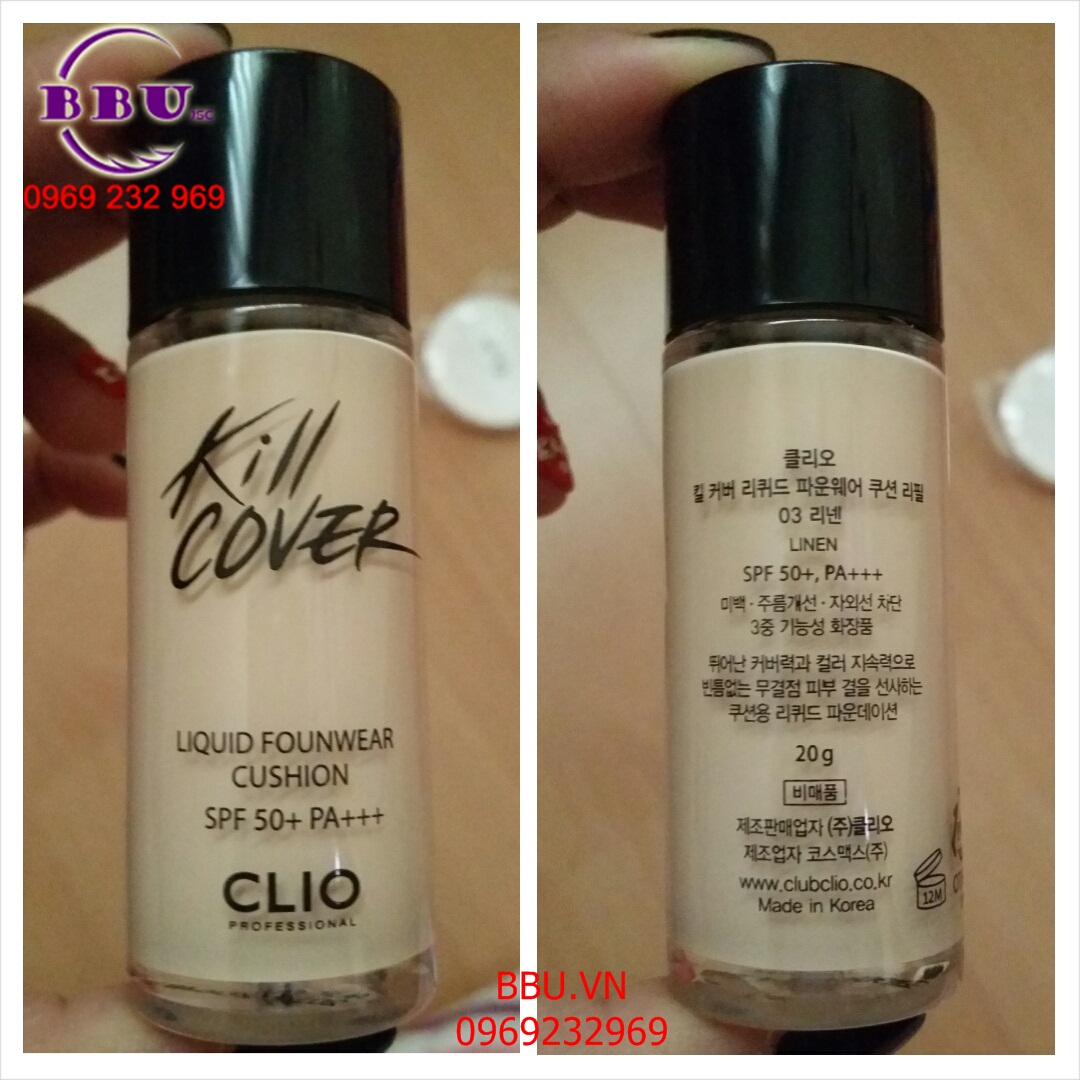 BBU JSC
0969 232 969
Kill
COVER
LIQUID FOUNWEAR
CUSHION
SPF 50+ PA+++
CLIO
PROFESSIONAL
클리오
킬 커버 리퀴드 파운웨어 쿠션 리필
03 리넨
LINEN
SPF 50+, PA+++
미백 · 주름개선 · 자외선 차단
3중 기능성 화장품
뛰어난 커버력과 컬러 지속력으로
빈틈없는 무결점 피부 결을 선사하는
쿠션용 리퀴드 파운데이션
20g
비매품
제조판매업자 (주)클리오
제조업자 코스맥스(주)
www.clubclio.co.kr
Made in Korea
12M
BBU.VN
0969232969